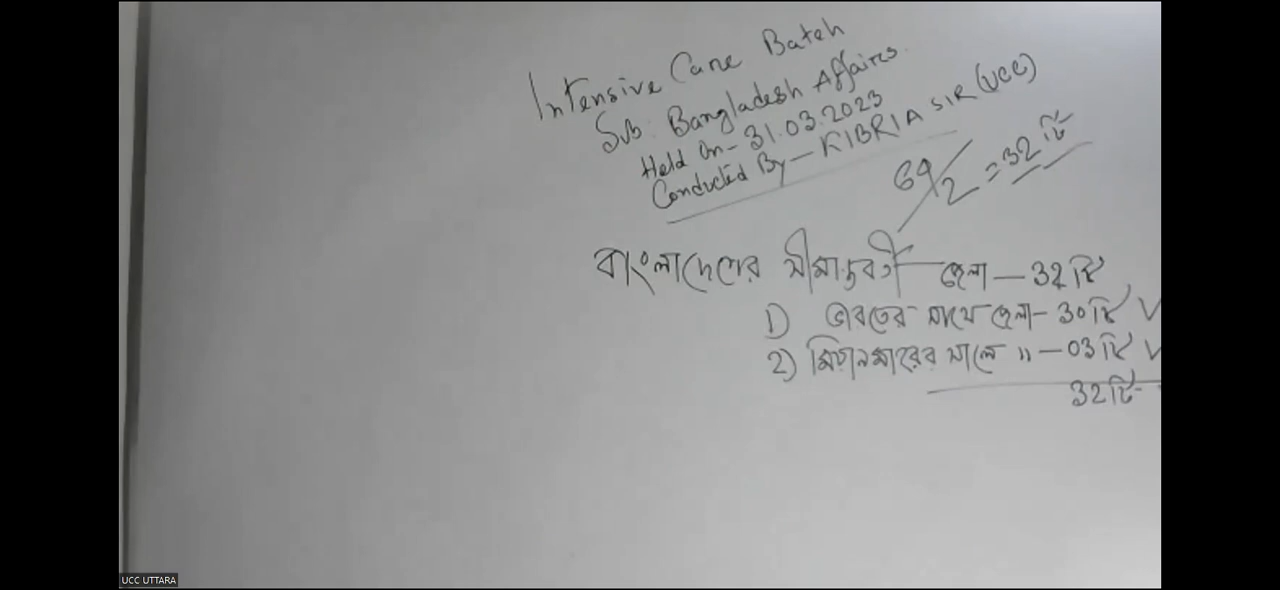 Intensive Care Batch
Sub: Bangladesh Affairs.
Held On- 31.03.2023
Conducted By - KIBRIA SIR (UCC)
64/2 = 32 টি
বাংলাদেশের সীমান্তবর্তী জেলা — 32 টি
1) ভারতের সাথে জেলা - 30 টি
2) মিয়ানমারের সাথে " - 03 টি
32 টি
UCC UTTARA